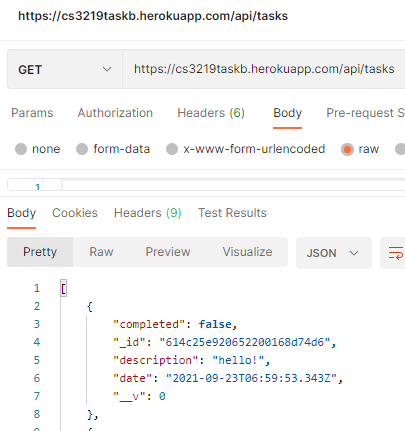 https://cs3219taskb.herokuapp.com/api/tasks
GET https://cs3219taskb.herokuapp.com/api/tasks
Params Authorization Headers (6) Body Pre-request S
none form-data x-www-form-urlencoded raw
1
Body Cookies Headers (9) Test Results
Pretty Raw Preview Visualize JSON
1 [
2 {
3 "completed": false,
4 "_id": "614c25e920652200168d74d6",
5 "description": "hello!",
6 "date": "2021-09-23T06:59:53.343Z",
7 "__v": 0
8 },